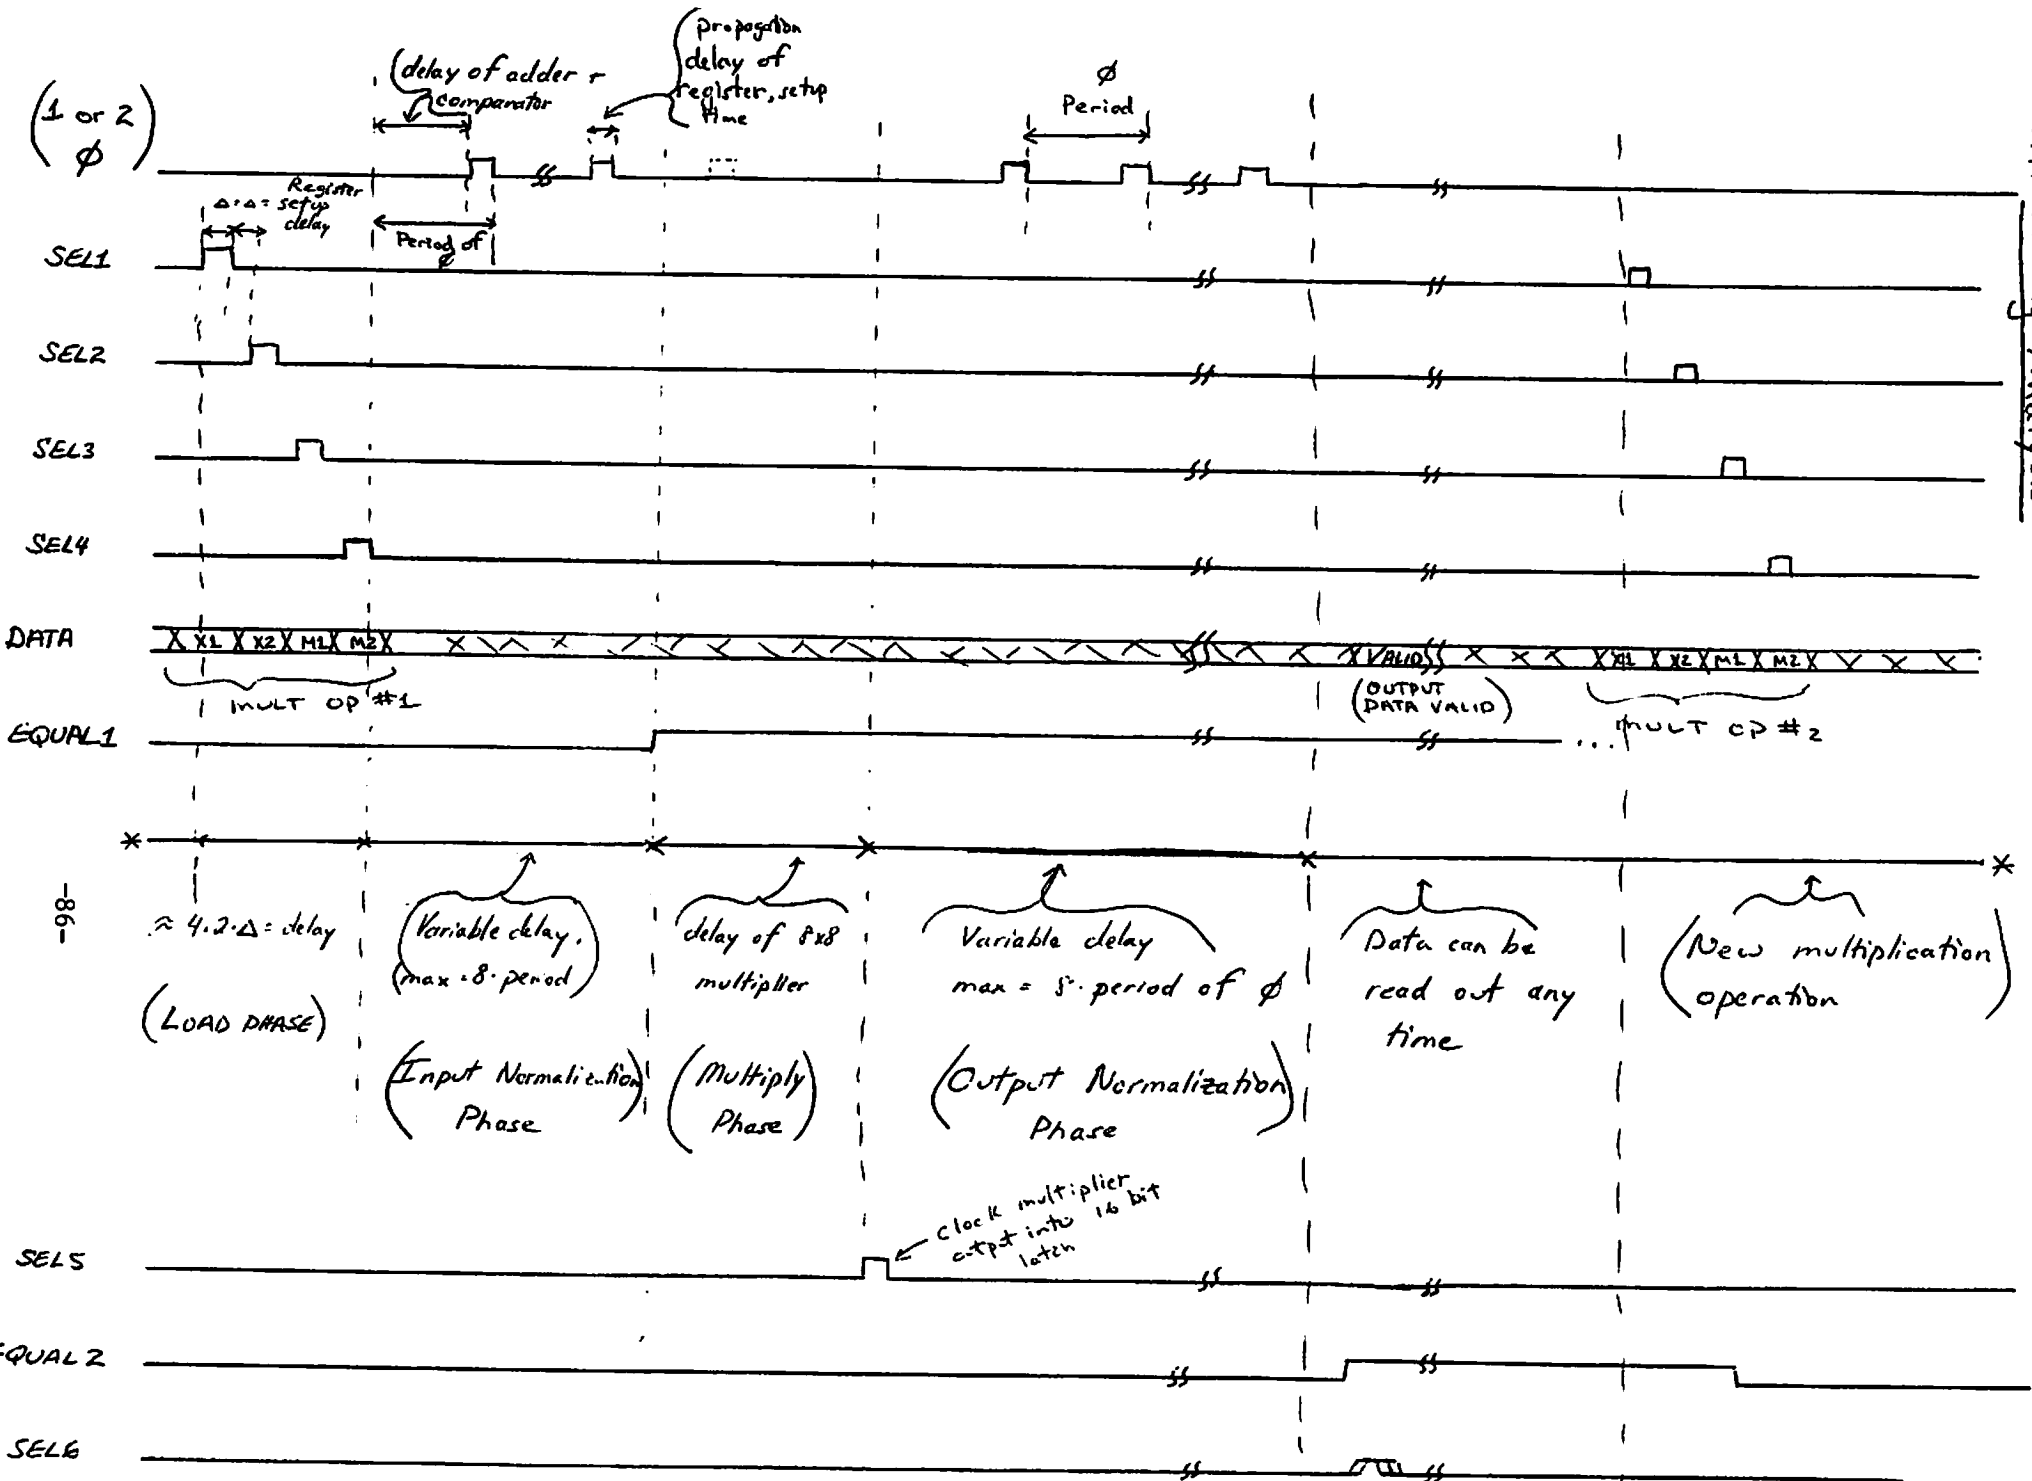 (propagation
delay of
register, setup
time
(delay of adder +
comparator
(1 or 2)
ϕ
ϕ
Period
Register
Δ·Δ = setup
delay
Period of
ϕ
SEL1
SEL2
SEL3
SEL4
DATA
X X1 X X2 X M1 X M2 X
X VALID
X X1 X X2 X M1 X M2 X
MULT OP #1
(OUTPUT
DATA VALID)
MULT OP #2
EQUAL1
...
-86-
≈ 4·2·Δ = delay
(LOAD PHASE)
(Variable delay,
max = 8·period)
(Input Normalization
Phase)
delay of 8x8
multiplier
(Multiply
Phase)
Variable delay
max = 8·period of ϕ
(Output Normalization
Phase)
Data can be
read out any
time
(New multiplication
operation)
clock multiplier
output into 16 bit
latch
SEL5
EQUAL2
SEL6